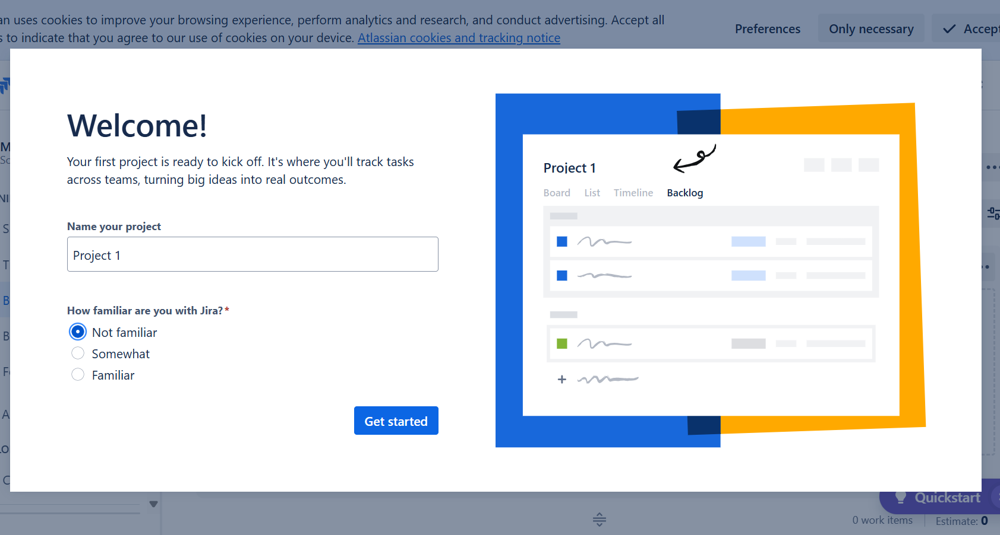 an uses cookies to improve your browsing experience, perform analytics and research, and conduct advertising. Accept all
s to indicate that you agree to our use of cookies on your device. Atlassian cookies and tracking notice
Preferences
Only necessary
Accept
Welcome!
Your first project is ready to kick off. It's where you'll track tasks
across teams, turning big ideas into real outcomes.
Name your project
Project 1
How familiar are you with Jira?*
Not familiar
Somewhat
Familiar
Get started
Project 1
Board List Timeline Backlog
Quickstart
0 work items
Estimate: 0